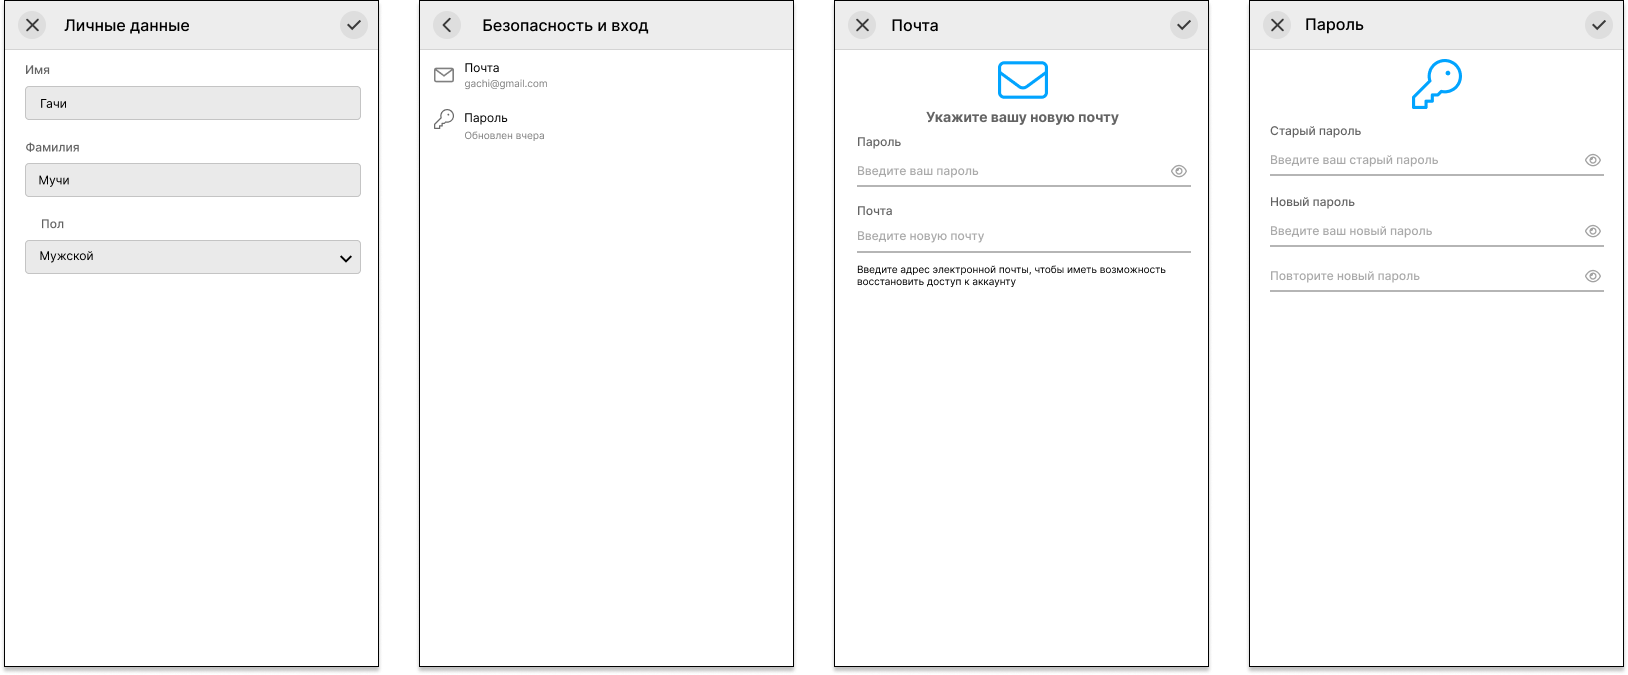 Личные данные
Имя
Гачи
Фамилия
Мучи
Пол
Мужской
Безопасность и вход
Почта
gachi@gmail.com
Пароль
Обновлен вчера
Почта
Укажите вашу новую почту
Пароль
Введите ваш пароль
Почта
Введите новую почту
Введите адрес электронной почты, чтобы иметь возможность
восстановить доступ к аккаунту
Пароль
Старый пароль
Введите ваш старый пароль
Новый пароль
Введите ваш новый пароль
Повторите новый пароль